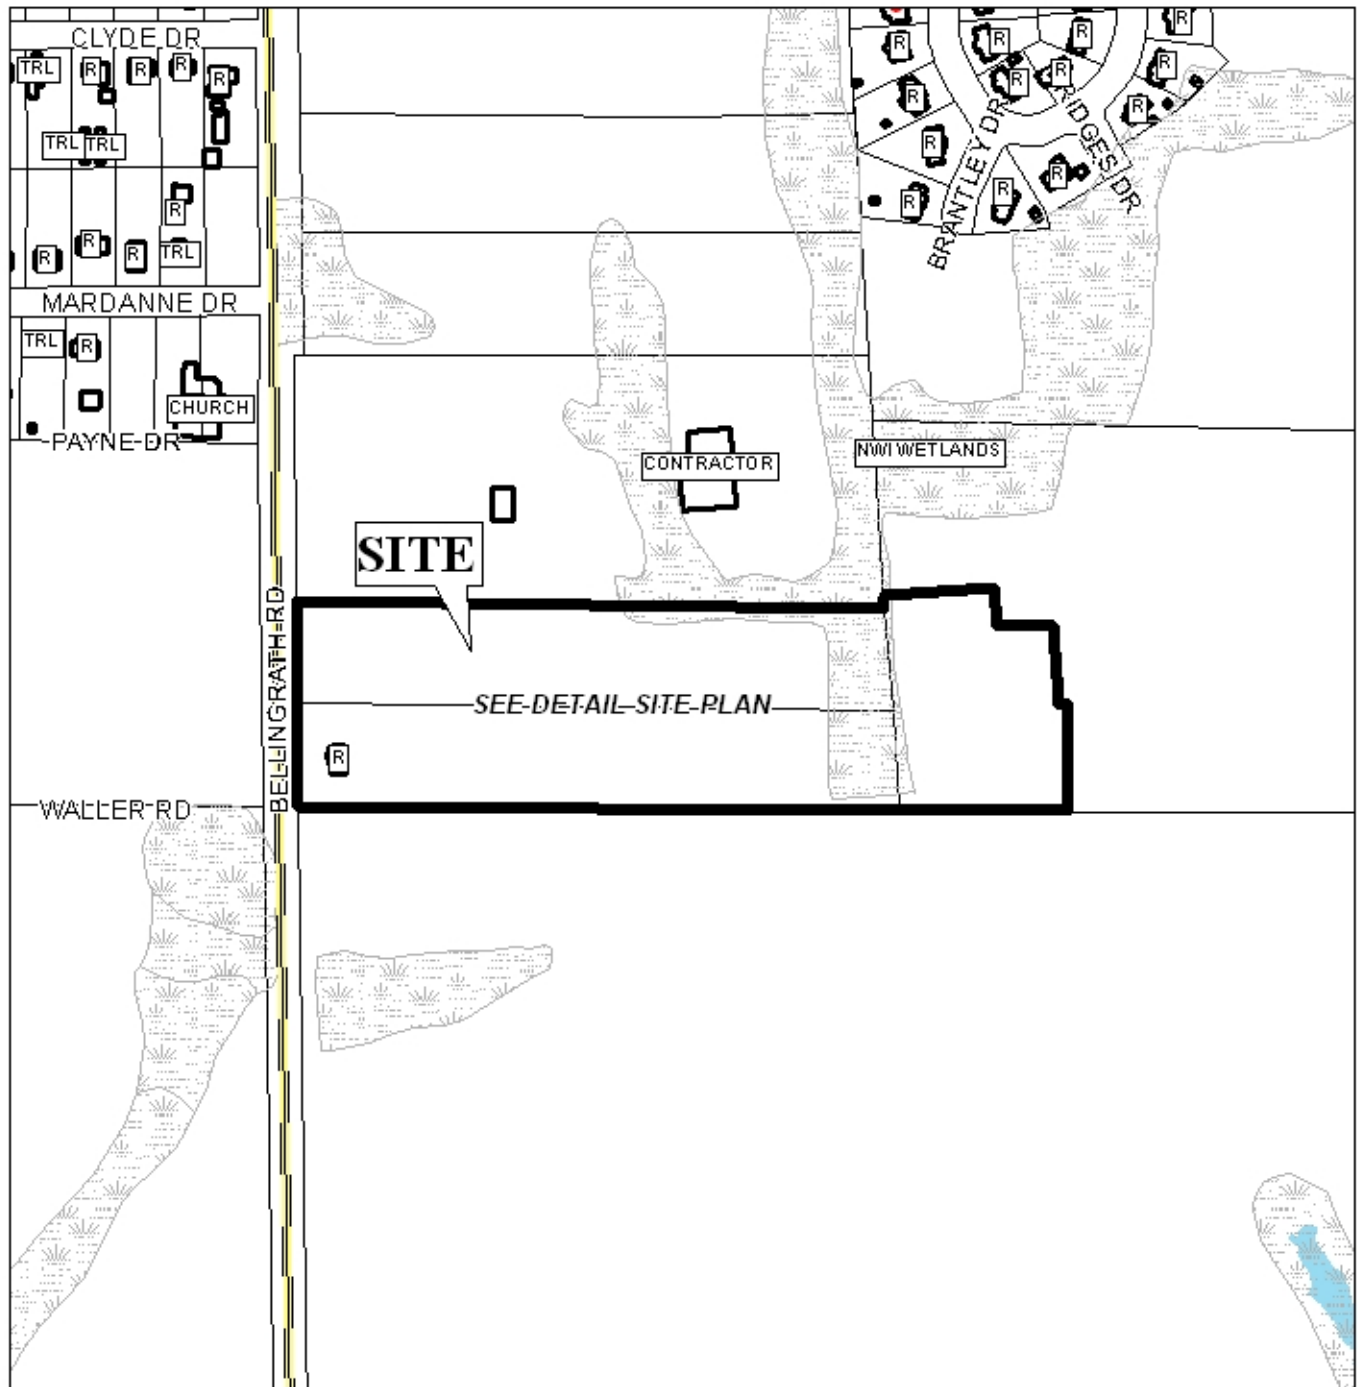 CLYDE DR
TRL
R
R
R
R
R
R
R
R
R
R
R
R
TRL
TRL
R
R
RIDGES DR
BRANTLEY DR
R
R
R
R
R
R
R
R
R
TRL
MARDANNE DR
TRL
R
CHURCH
PAYNE DR
CONTRACTOR
NWI WETLANDS
SITE
BELLINGRATH RD
SEE DETAIL SITE PLAN
R
WALLER RD